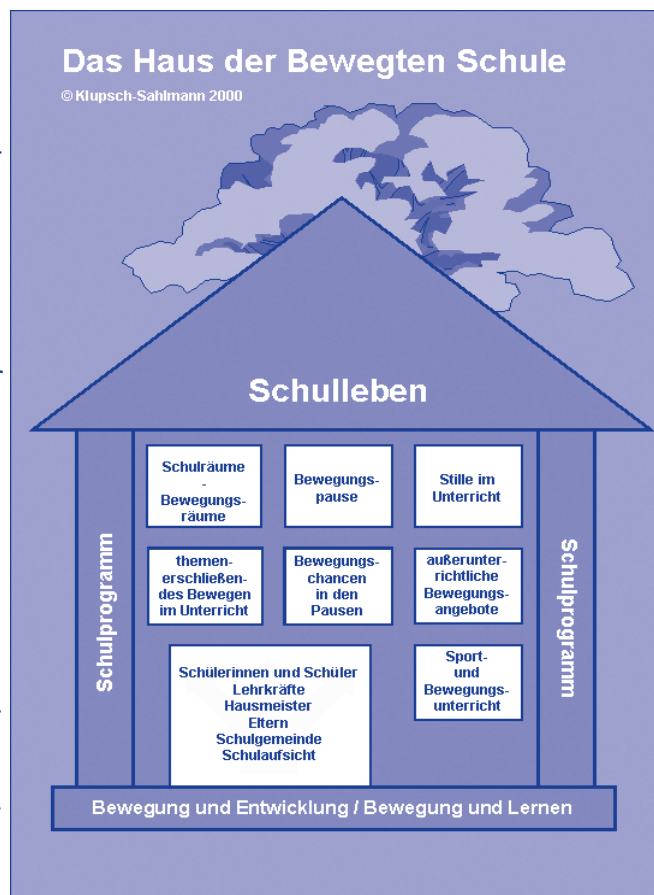 Das Haus der Bewegten Schule
© Klupsch-Sahlmann 2000
Schulleben
Schulprogramm
Schulräume
-
Bewegungs-
räume
Bewegungs-
pause
Stille im
Unterricht
themen-
erschließen-
des Bewegen
im Unterricht
Bewegungs-
chancen
in den
Pausen
außerunter-
richtliche
Bewegungs-
angebote
Schülerinnen und Schüler
Lehrkräfte
Hausmeister
Eltern
Schulgemeinde
Schulaufsicht
Sport-
und
Bewegungs-
unterricht
Schulprogramm
Bewegung und Entwicklung / Bewegung und Lernen